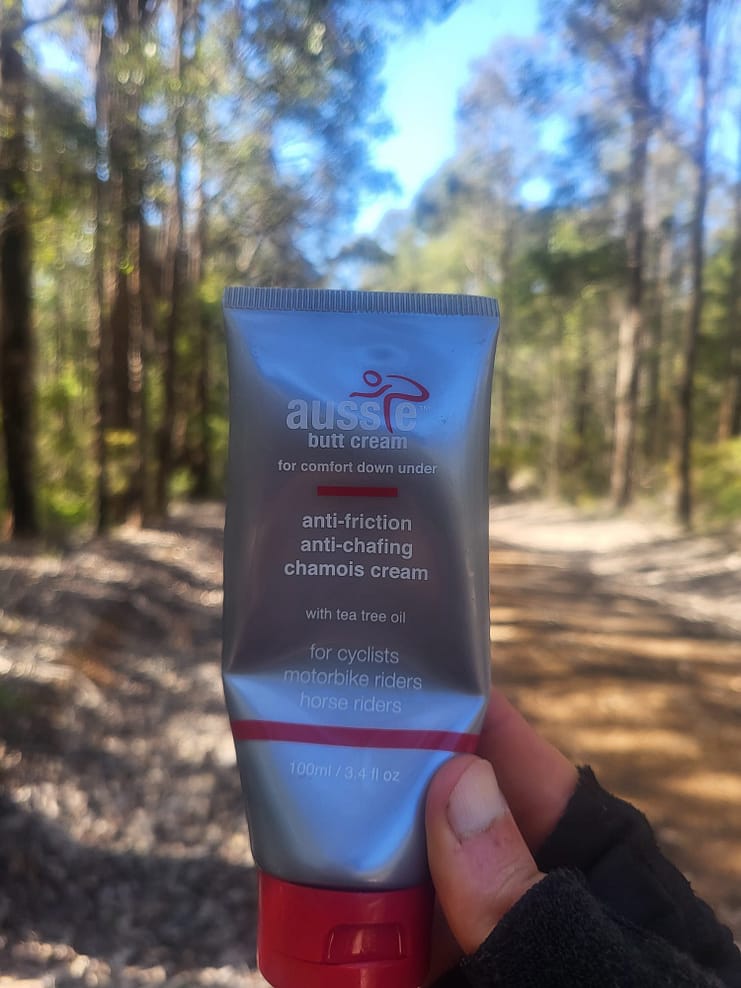 aussie™
butt cream
for comfort down under
anti-friction
anti-chafing
chamois cream
with tea tree oil
for cyclists
motorbike riders
horse riders
100ml / 3.4 fl oz